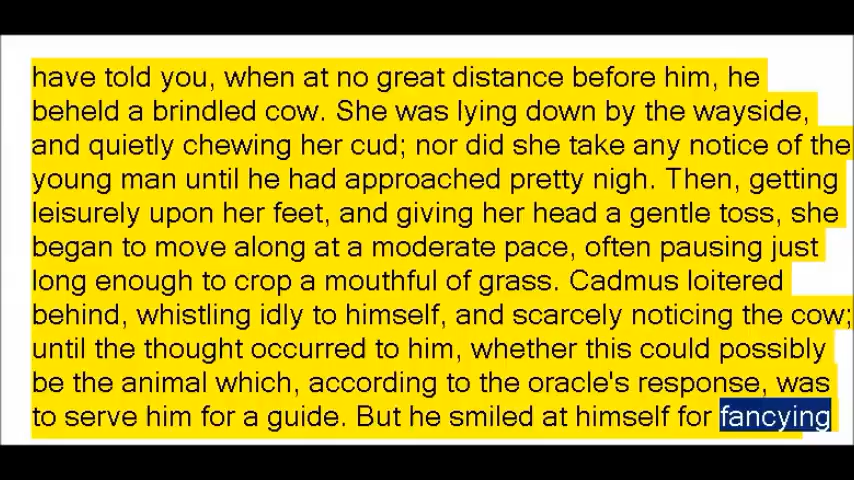 have told you, when at no great distance before him, he
beheld a brindled cow. She was lying down by the wayside,
and quietly chewing her cud; nor did she take any notice of the
young man until he had approached pretty nigh. Then, getting
leisurely upon her feet, and giving her head a gentle toss, she
began to move along at a moderate pace, often pausing just
long enough to crop a mouthful of grass. Cadmus loitered
behind, whistling idly to himself, and scarcely noticing the cow;
until the thought occurred to him, whether this could possibly
be the animal which, according to the oracle's response, was
to serve him for a guide. But he smiled at himself for fancying